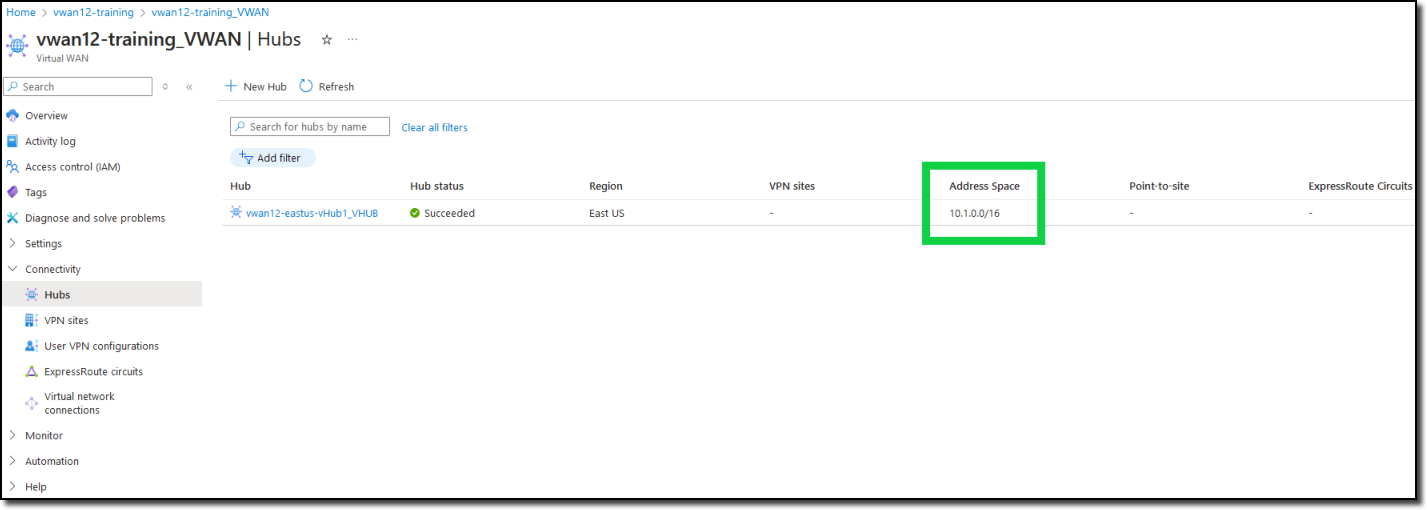 Home > vwan12-training > vwan12-training_VWAN
vwan12-training_VWAN | Hubs
Virtual WAN
Search
New Hub Refresh
Overview
Activity log
Access control (IAM)
Tags
Diagnose and solve problems
Settings
Connectivity
Hubs
VPN sites
User VPN configurations
ExpressRoute circuits
Virtual network
connections
Monitor
Automation
Help
Search for hubs by name Clear all filters
Add filter
Hub Hub status Region VPN sites Address Space Point-to-site ExpressRoute Circuits
vwan12-eastus-vHub1_VHUB Succeeded East US - 10.1.0.0/16 - -